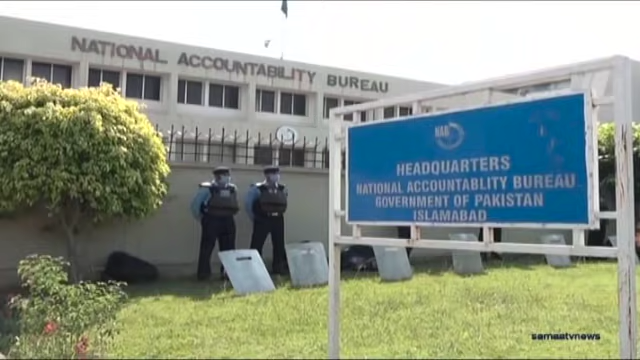 NATIONAL ACCOUNTABILITY BUREAU
NAB
HEADQUARTERS
NATIONAL ACCOUNTABLITY BUREAU
GOVERNMENT OF PAKISTAN
ISLAMABAD
samaatvnews